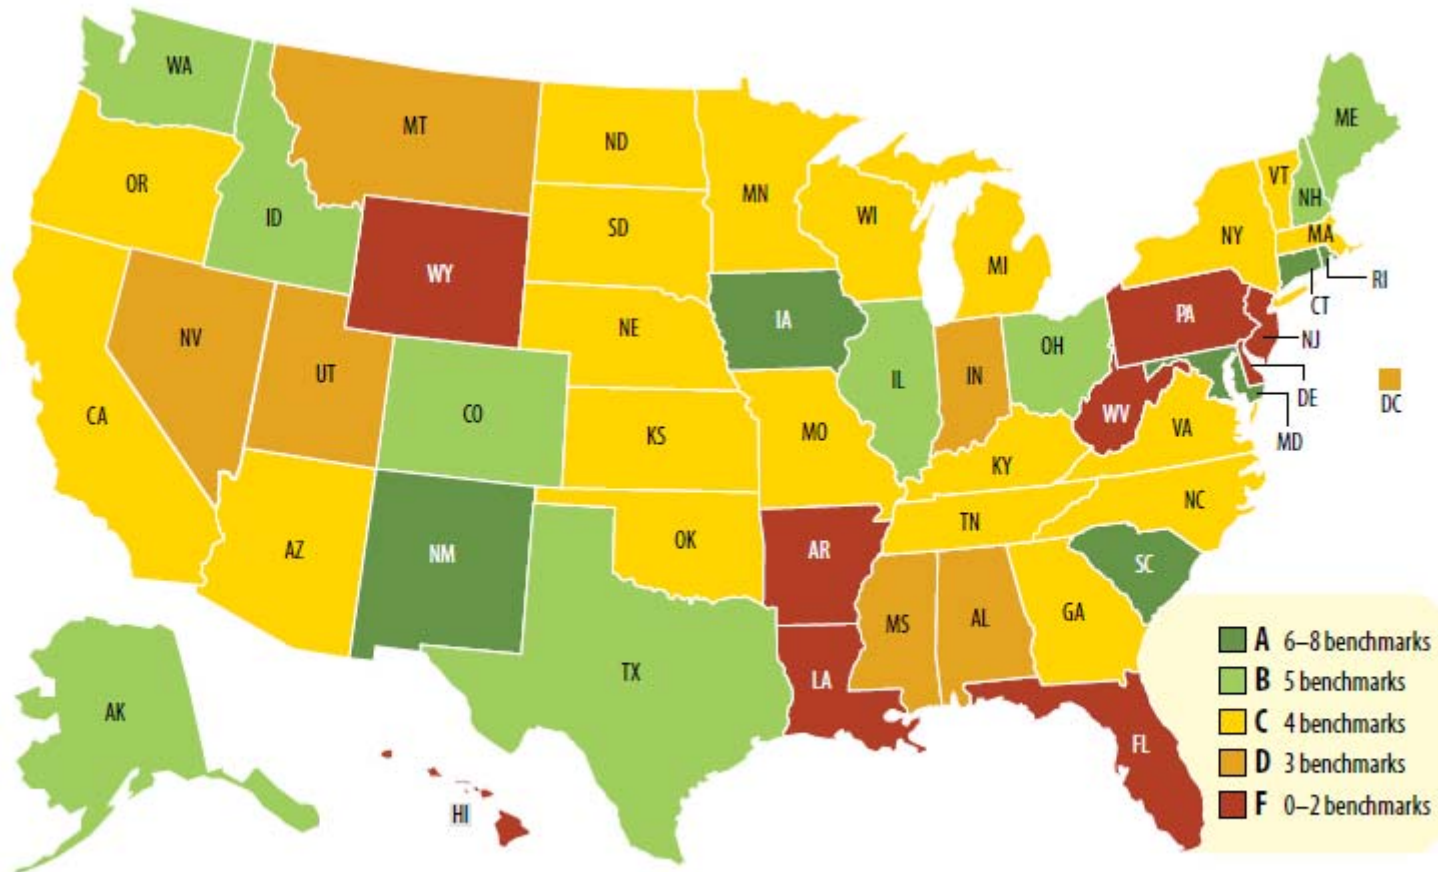 WA
ME
MT
ND
VT
OR
MN
NH
ID
WI
SD
NY
MA
MI
WY
RI
CT
IA
PA
NE
NV
NJ
OH
UT
IN
IL
DE
DC
CO
CA
WV
VA
MO
KS
MD
KY
NC
TN
OK
AZ
NM
AR
SC
GA
AL
MS
A 6–8 benchmarks
TX
LA
B 5 benchmarks
AK
C 4 benchmarks
FL
D 3 benchmarks
F 0–2 benchmarks
HI